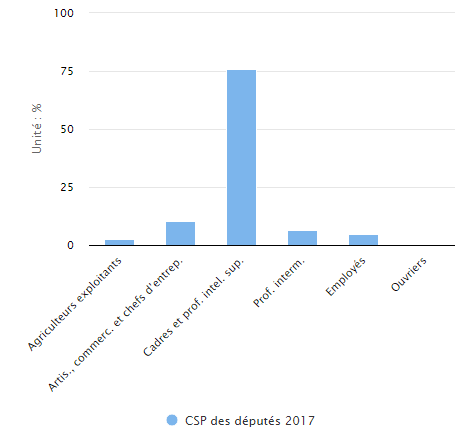 100
75
50
25
0
Unité : %
Agriculteurs exploitants
Artis., commerc. et chefs d'entrep.
Cadres et prof. intel. sup.
Prof. interm.
Employés
Ouvriers
CSP des députés 2017